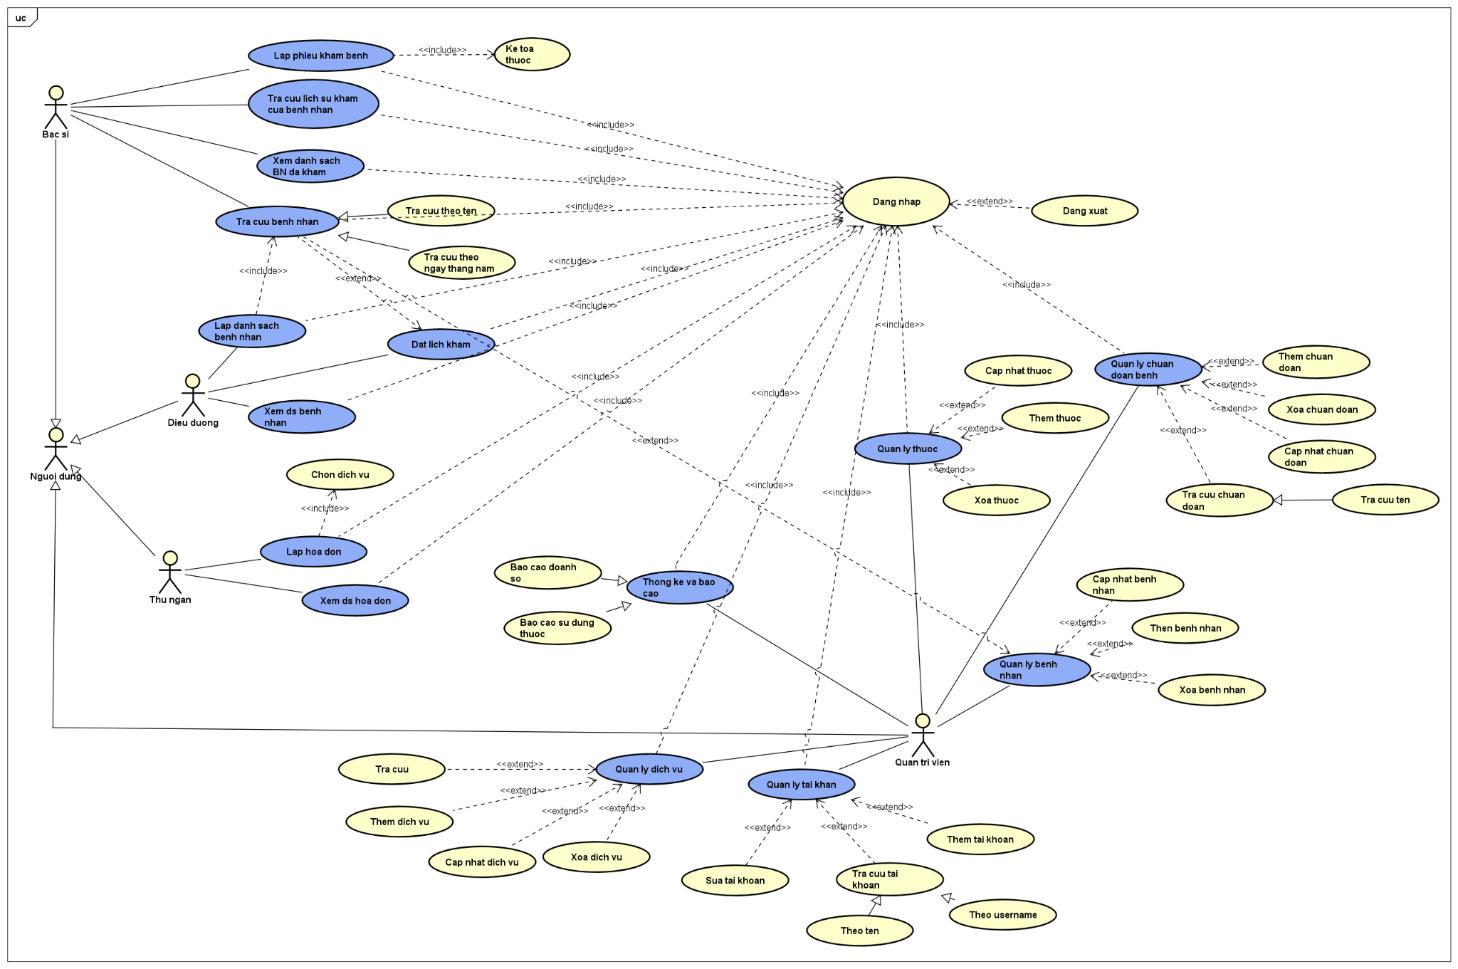 uc
Lap phieu kham benh
<<include>>
Ke toa
thuoc
Tra cuu lich su kham
cua benh nhan
Bac si
<<include>>
<<include>>
Xem danh sach
BN da kham
<<include>>
Tra cuu benh nhan
Tra cuu theo ten
<<include>>
Dang nhap
<<extend>>
Dang xuat
Tra cuu theo
ngay thang nam
<<include>>
<<extend>>
<<include>>
<<include>>
<<include>>
<<include>>
Lap danh sach
benh nhan
Dat lich kham
<<include>>
Dieu duong
Xem ds benh
nhan
<<include>>
<<include>>
<<include>>
Cap nhat thuoc
<<extend>>
Them thuoc
<<extend>>
Quan ly thuoc
<<extend>>
Xoa thuoc
Quan ly chuan
doan benh
<<extend>>
Them chuan
doan
<<extend>>
Xoa chuan doan
<<extend>>
<<extend>>
Cap nhat chuan
doan
Tra cuu chuan
doan
Tra cuu ten
Nguoi dung
<<extend>>
Chon dich vu
<<include>>
<<include>>
<<include>>
Lap hoa don
Thu ngan
Xem ds hoa don
Bao cao doanh
so
Thong ke va bao
cao
Bao cao su dung
thuoc
Cap nhat benh
nhan
<<extend>>
Then benh nhan
<<extend>>
Quan ly benh
nhan
<<extend>>
Xoa benh nhan
Quan tri vien
Tra cuu
<<extend>>
Quan ly dich vu
Quan ly tai khan
<<extend>>
<<extend>>
<<extend>>
Them dich vu
Cap nhat dich vu
Xoa dich vu
<<extend>>
<<extend>>
<<extend>>
Them tai khoan
Sua tai khoan
Tra cuu tai
khoan
Theo username
Theo ten